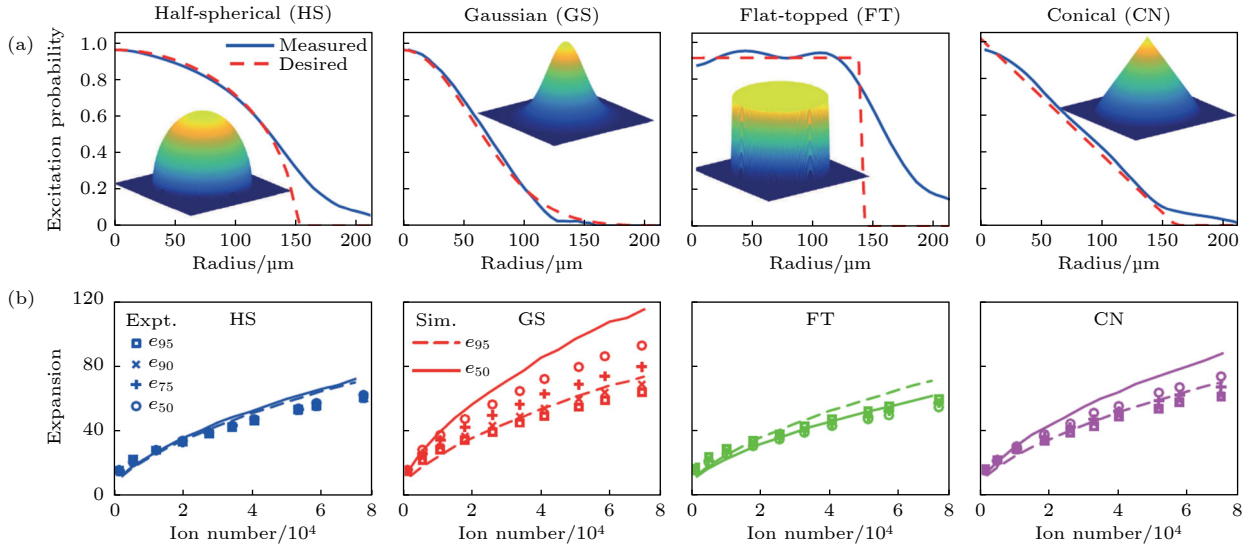 Half-spherical (HS) Gaussian (GS) Flat-topped (FT) Conical (CN)
(a)
Excitation probability
1.0
0.8
0.6
0.4
0.2
0
Measured
Desired
0 50 100 150 200 0 50 100 150 200 0 50 100 150 200 0 50 100 150 200
Radius/μm Radius/μm Radius/μm Radius/μm
(b)
Expansion
120
80
40
0
Expt. HS Sim. GS FT CN
e95 e95
e90 e50
e75
e50
0 2 4 6 8 0 2 4 6 8 0 2 4 6 8 0 2 4 6 8
Ion number/10⁴ Ion number/10⁴ Ion number/10⁴ Ion number/10⁴